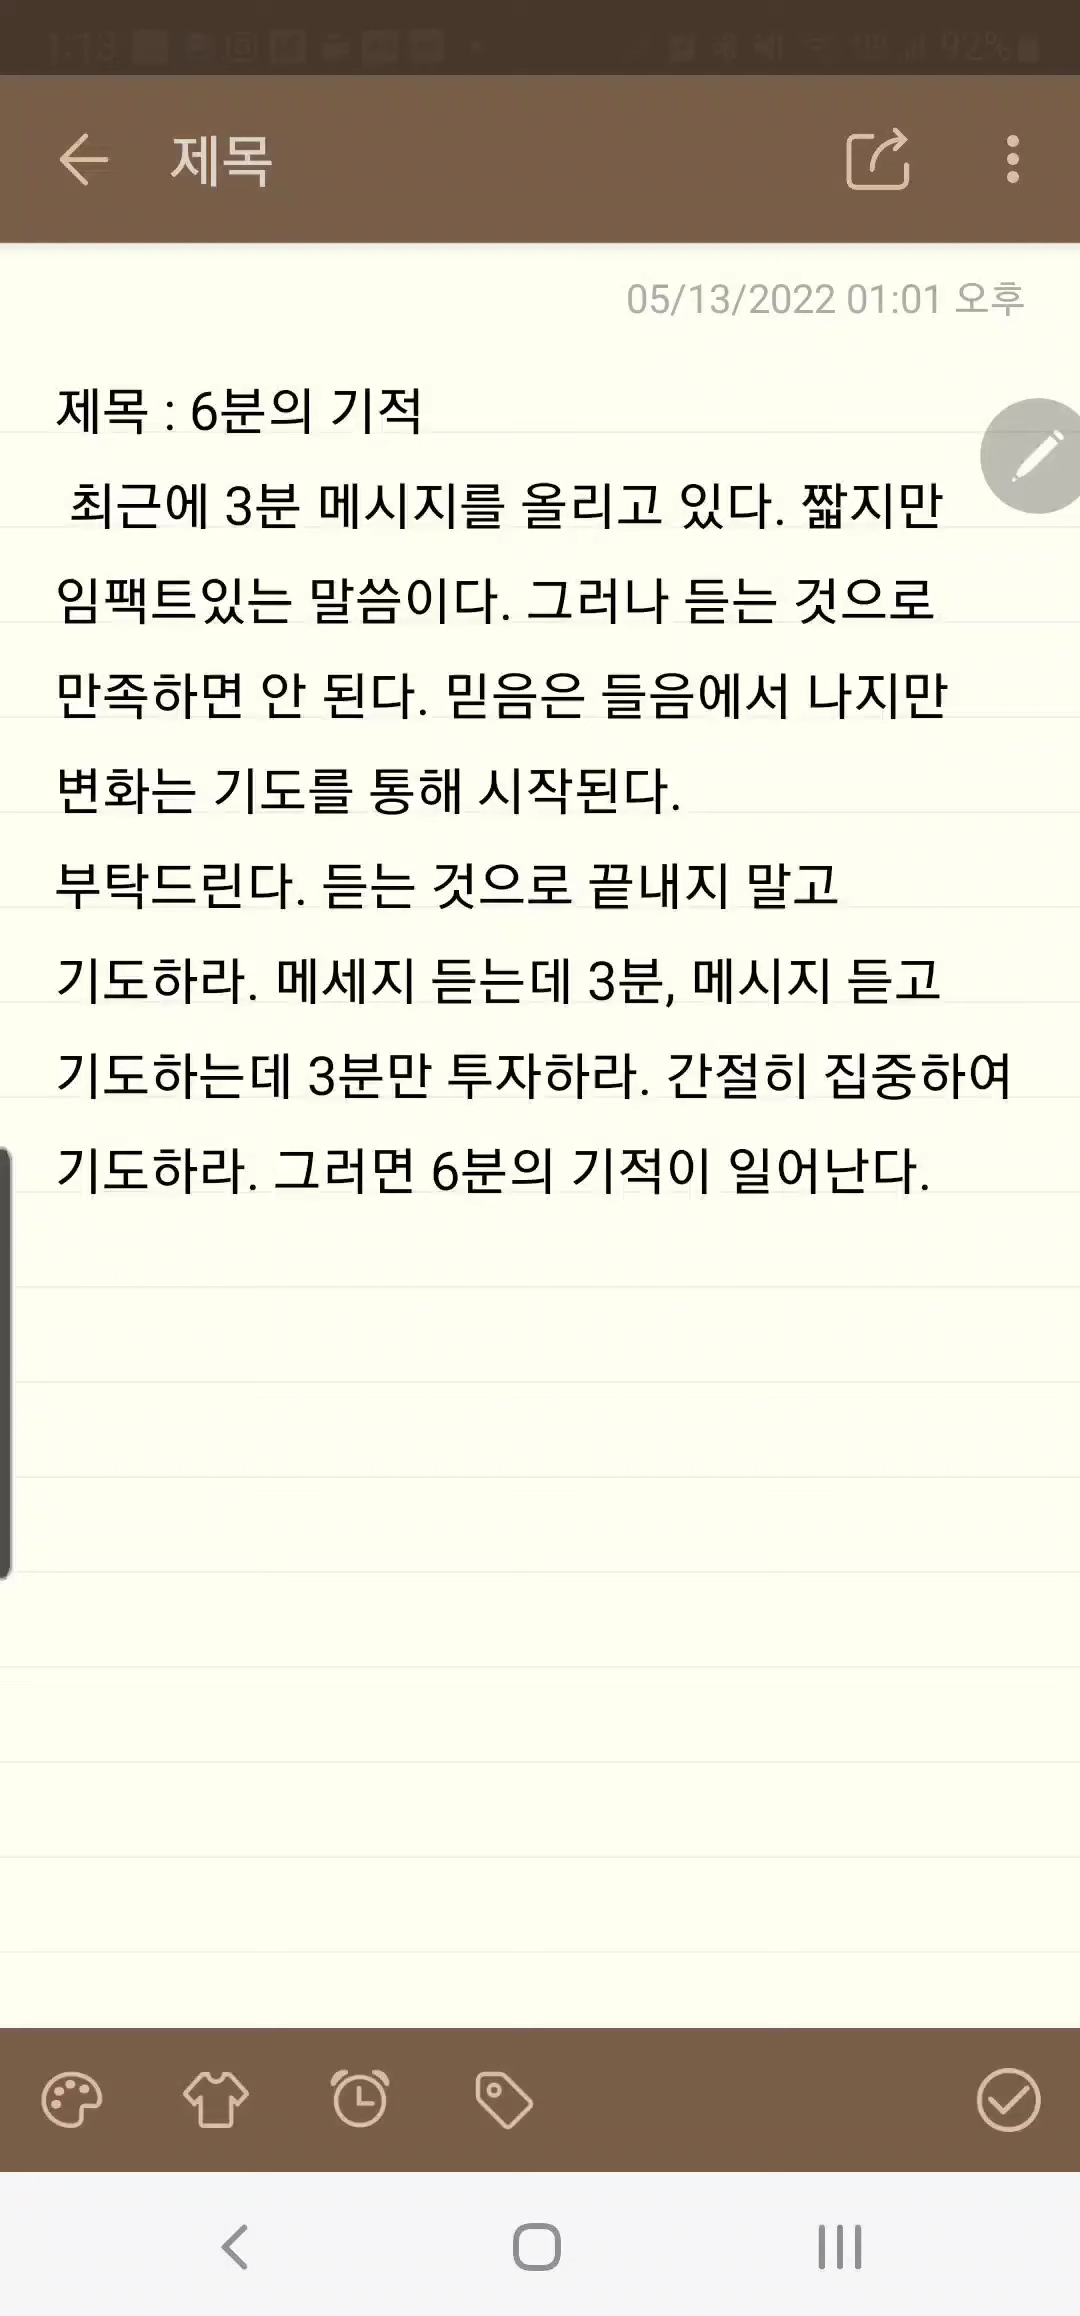 1:13 92%
제목
05/13/2022 01:01 오후
제목 : 6분의 기적
최근에 3분 메시지를 올리고 있다. 짧지만
임팩트있는 말씀이다. 그러나 듣는 것으로
만족하면 안 된다. 믿음은 들음에서 나지만
변화는 기도를 통해 시작된다.
부탁드린다. 듣는 것으로 끝내지 말고
기도하라. 메세지 듣는데 3분, 메시지 듣고
기도하는데 3분만 투자하라. 간절히 집중하여
기도하라. 그러면 6분의 기적이 일어난다.